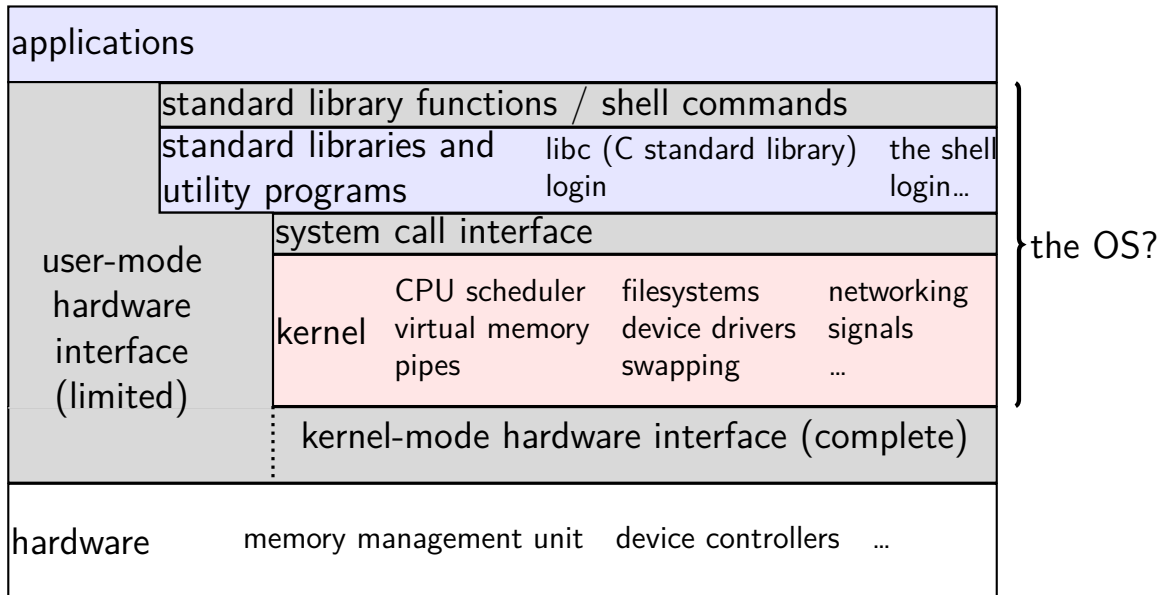 applications
standard library functions / shell commands
standard libraries and
utility programs
libc (C standard library)
login
the shell
login…
system call interface
user-mode
hardware
interface
(limited)
kernel
CPU scheduler
virtual memory
pipes
filesystems
device drivers
swapping
networking
signals
…
the OS?
kernel-mode hardware interface (complete)
hardware
memory management unit
device controllers
…